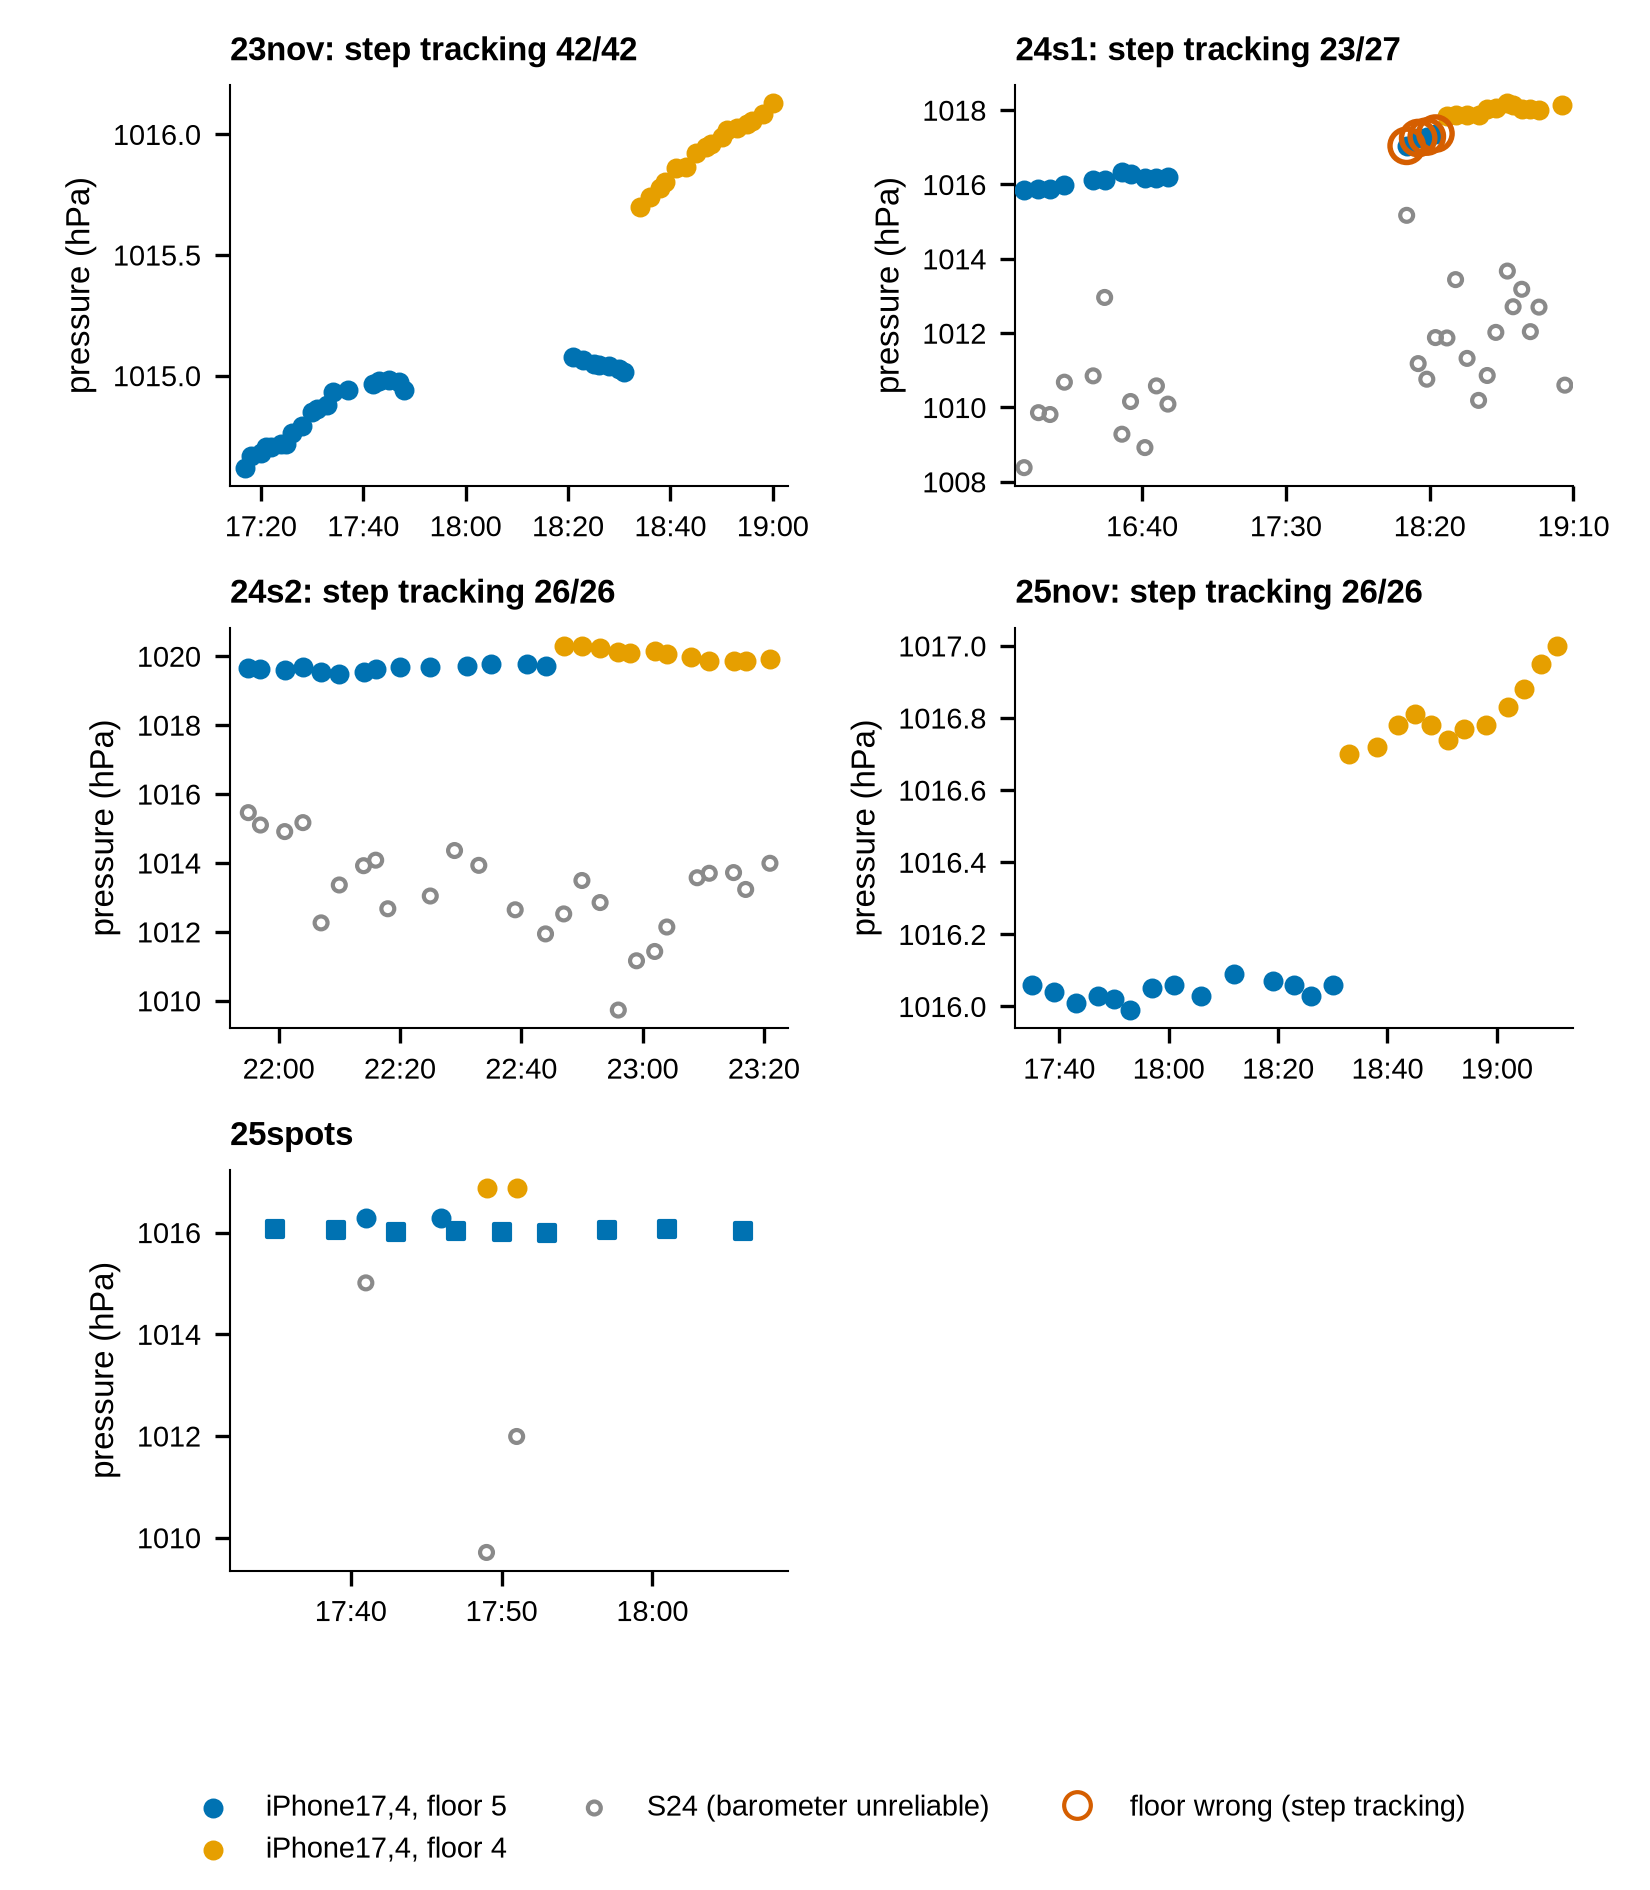 23nov: step tracking 42/42
pressure (hPa)
1016.0
1015.5
1015.0
17:20 17:40 18:00 18:20 18:40 19:00
24s1: step tracking 23/27
pressure (hPa)
1018
1016
1014
1012
1010
1008
16:40 17:30 18:20 19:10
24s2: step tracking 26/26
pressure (hPa)
1020
1018
1016
1014
1012
1010
22:00 22:20 22:40 23:00 23:20
25nov: step tracking 26/26
pressure (hPa)
1017.0
1016.8
1016.6
1016.4
1016.2
1016.0
17:40 18:00 18:20 18:40 19:00
25spots
pressure (hPa)
1016
1014
1012
1010
17:40 17:50 18:00
iPhone17,4, floor 5
iPhone17,4, floor 4
S24 (barometer unreliable)
floor wrong (step tracking)